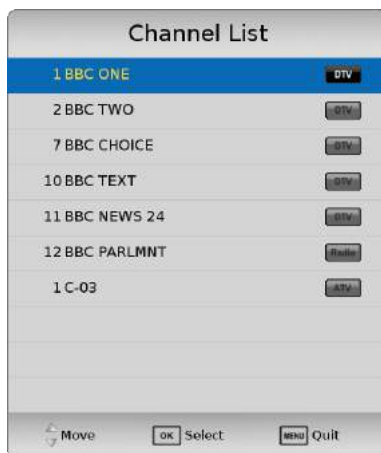 Channel List
1 BBC ONE DTV
2 BBC TWO DTV
7 BBC CHOICE DTV
10 BBC TEXT DTV
11 BBC NEWS 24 DTV
12 BBC PARLMNT Radio
1 C-03 ATV
Move OK Select MENU Quit